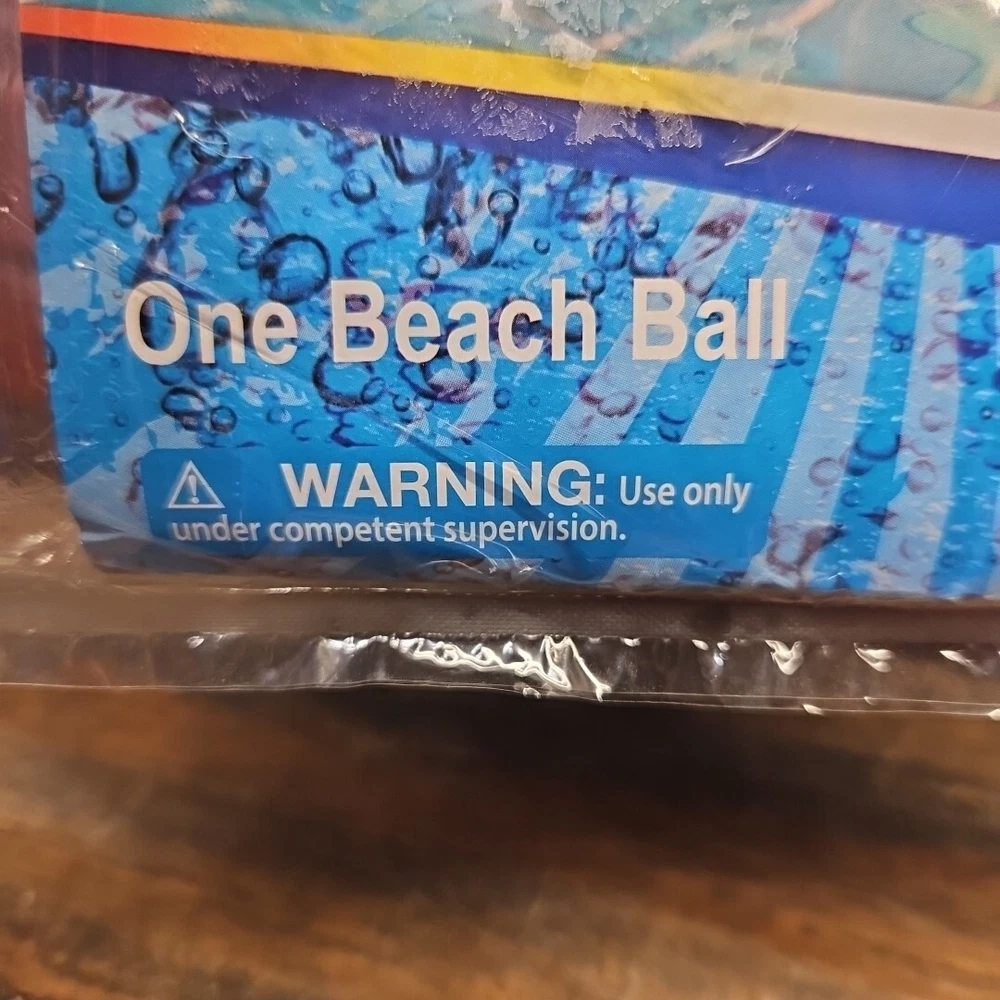 One Beach Ball
WARNING: Use only
under competent supervision.